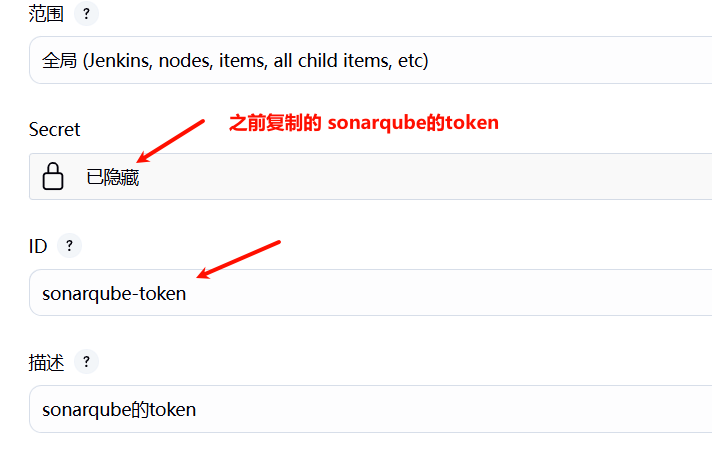 范围 ?
全局 (Jenkins, nodes, items, all child items, etc)
之前复制的 sonarqube的token
Secret
已隐藏
ID ?
sonarqube-token
描述 ?
sonarqube的token